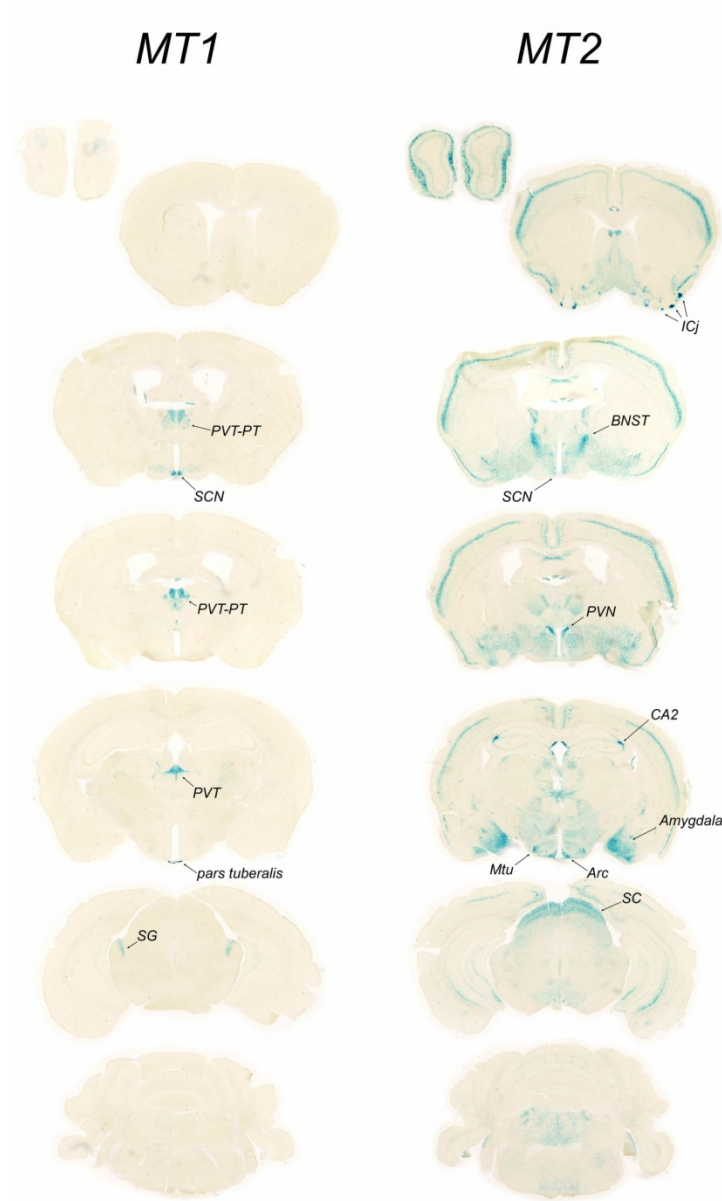 MT1
MT2
ICj
PVT-PT
SCN
BNST
SCN
PVT-PT
PVN
PVT
pars tuberalis
CA2
Amygdala
Mtu
Arc
SG
SC